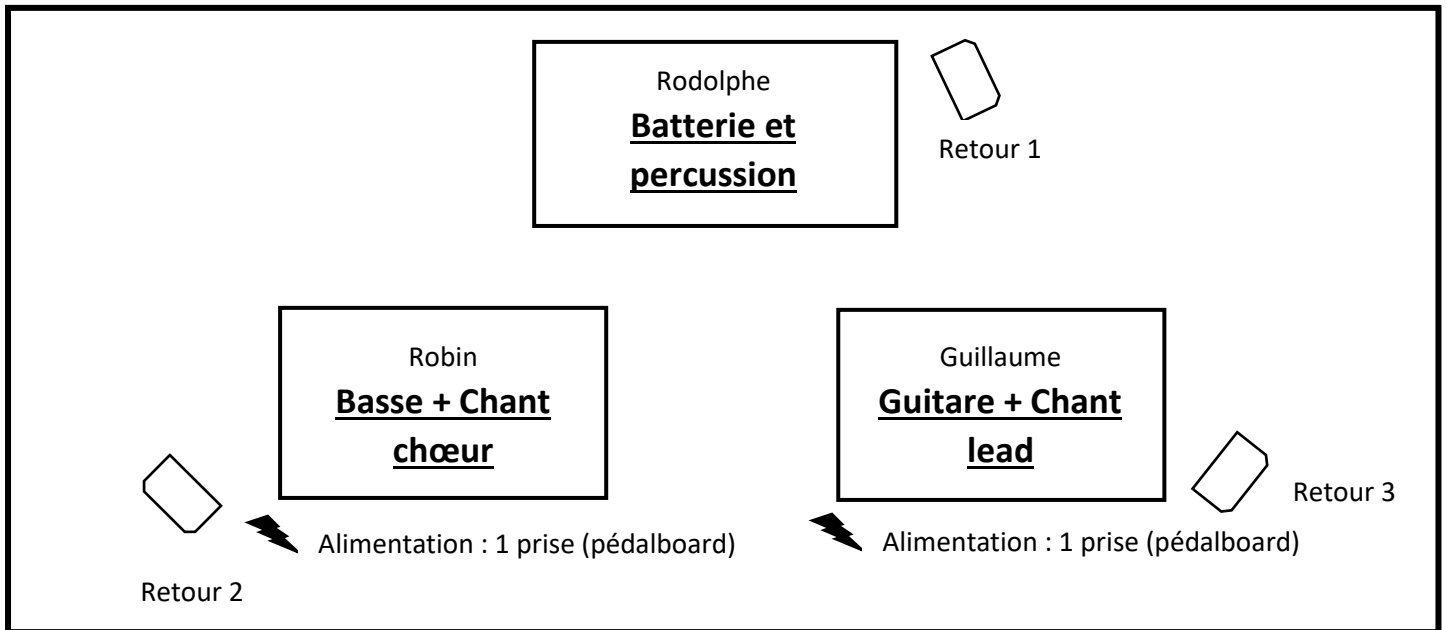 Rodolphe
Batterie et
percussion
Retour 1
Robin
Basse + Chant
chœur
Guillaume
Guitare + Chant
lead
Retour 3
Alimentation : 1 prise (pédalboard)
Alimentation : 1 prise (pédalboard)
Retour 2